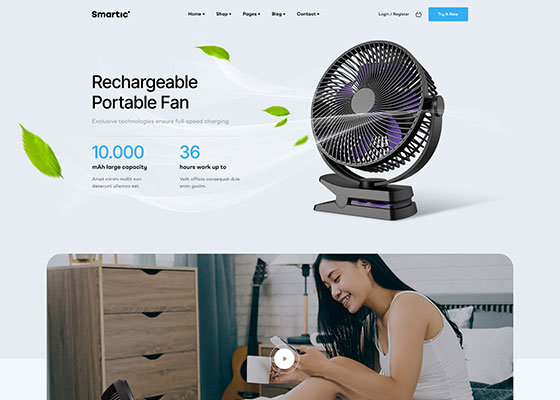 Smartic
Home Shop Pages Blog Contact
Login / Register
Try It Now
Rechargeable
Portable Fan
Exclusive technologies ensure full-speed charging
10.000
mAh large capacity
Amet minim mollit non
deserunt ullamco est.
36
hours work up to
Velit officia consequat duis
enim guolm.